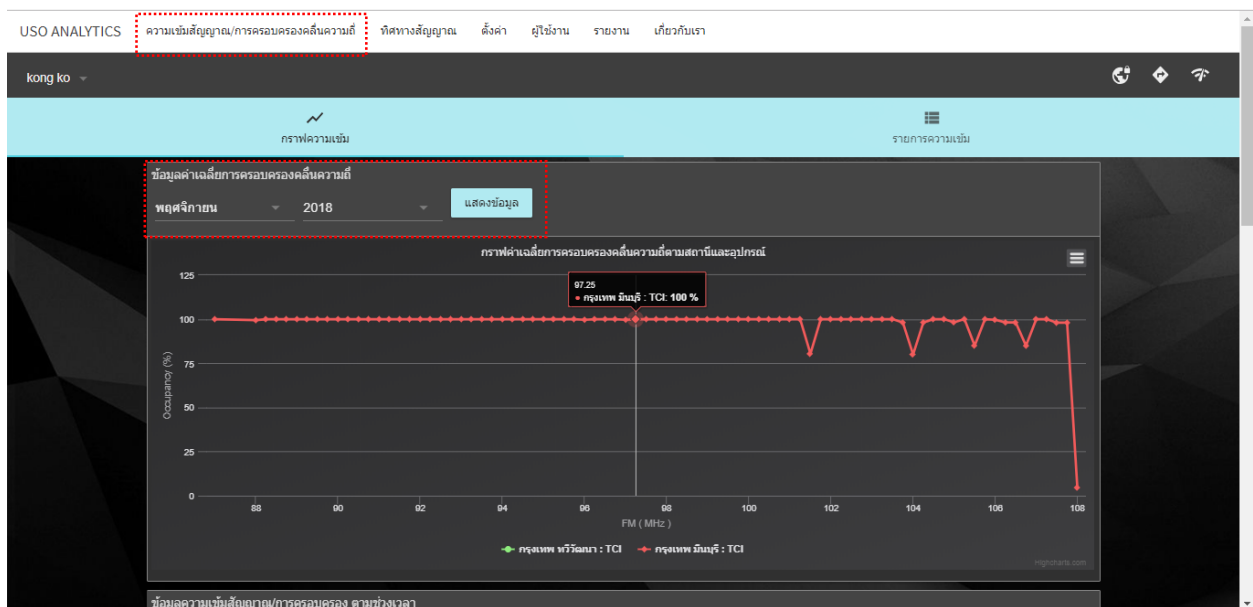 USO ANALYTICS ความเข้มสัญญาณ/การครอบครองคลื่นความถี่ ทิศทางสัญญาณ ตั้งค่า ผู้ใช้งาน รายงาน เกี่ยวกับเรา
kong ko
กราฟความเข้ม รายการความเข้ม
ข้อมูลค่าเฉลี่ยการครอบครองคลื่นความถี่
พฤศจิกายน 2018 แสดงข้อมูล
กราฟค่าเฉลี่ยการครอบครองคลื่นความถี่ตามสถานีและอุปกรณ์
97.25
กรุงเทพ มีนบุรี : TCI: 100 %
125
100
75
50
25
0
Occupancy (%)
88 90 92 94 96 98 100 102 104 106 108
FM ( MHz )
กรุงเทพ ทวีวัฒนา : TCI กรุงเทพ มีนบุรี : TCI
Highcharts.com
ข้อมูลความเข้มสัญญาณ/การครอบครอง ตามช่วงเวลา